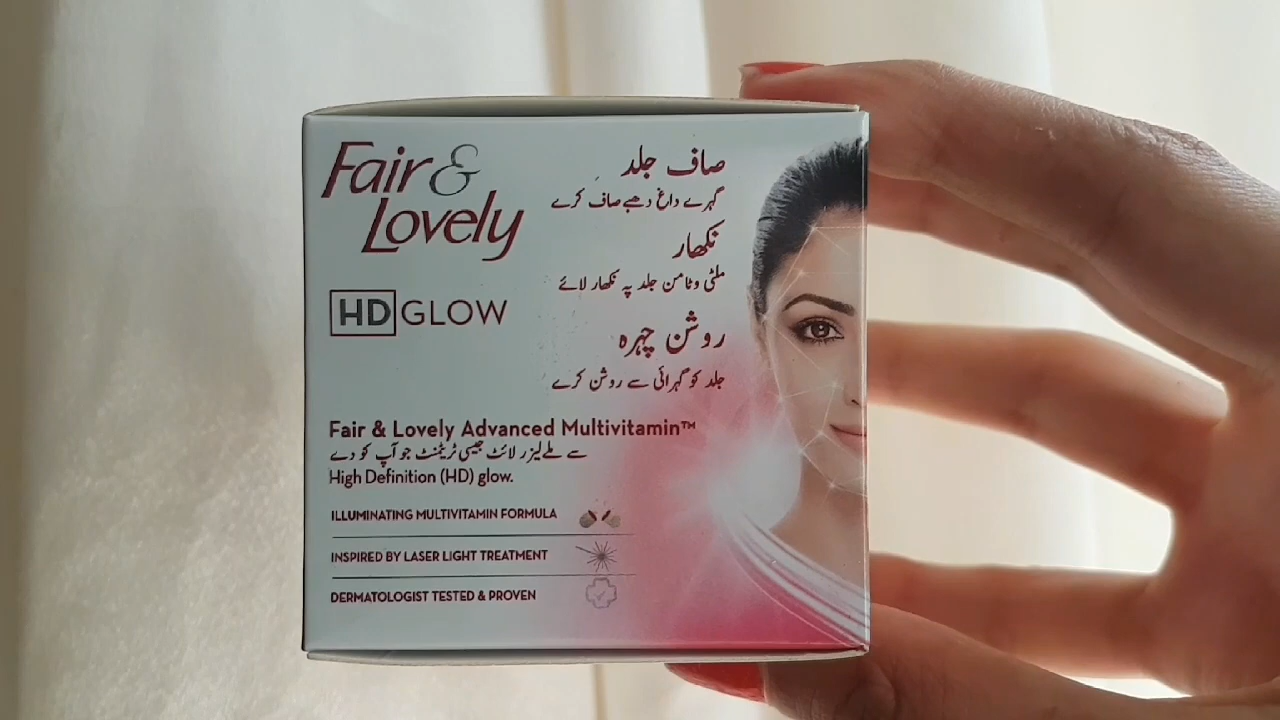 Fair &
Lovely
HD GLOW
صاف جلد
گہرے داغ دھبے صاف کرے
نکھار
ملٹی وٹامن جلد پہ نکھار لائے
روشن چہرہ
جلد کو گہرائی سے روشن کرے
Fair & Lovely Advanced Multivitamin™
سے ملے لیزر لائٹ جیسی ٹریٹمنٹ جو آپ کو دے
High Definition (HD) glow.
ILLUMINATING MULTIVITAMIN FORMULA
INSPIRED BY LASER LIGHT TREATMENT
DERMATOLOGIST TESTED & PROVEN